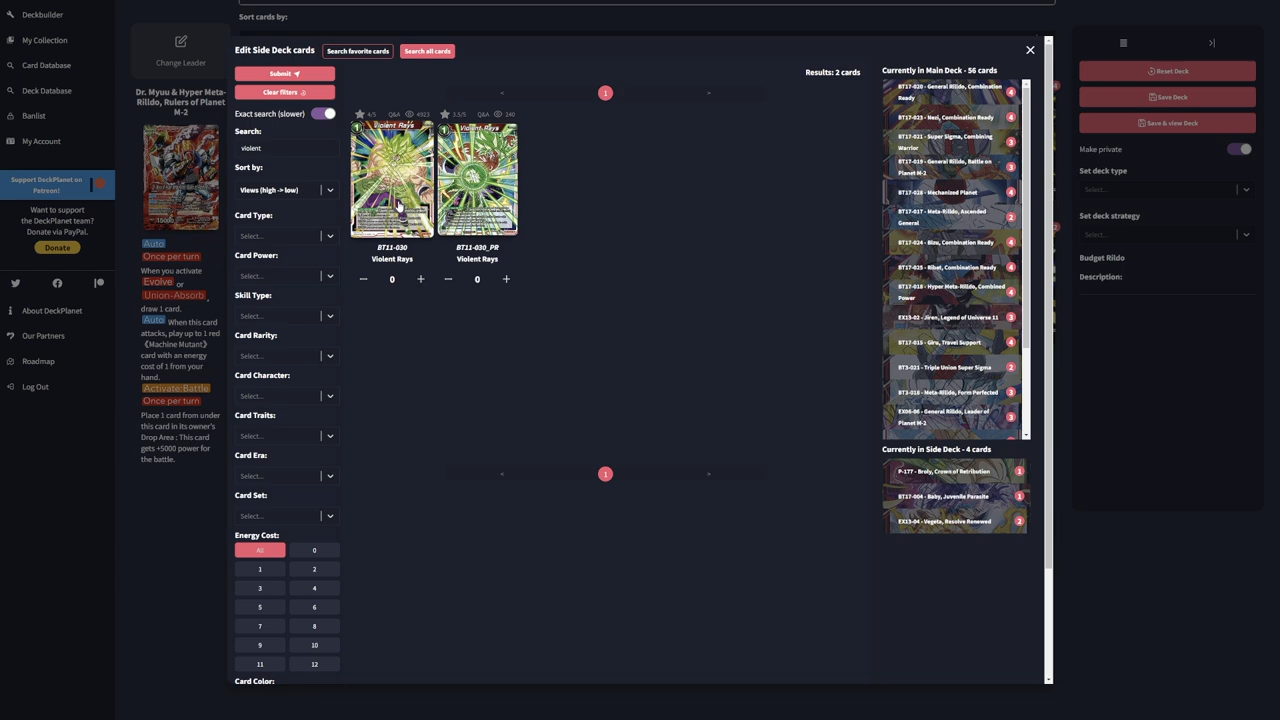 Deckbuilder
My Collection
Card Database
Deck Database
Banlist
My Account
Support DeckPlanet on
Patreon!
Want to support
the DeckPlanet team?
Donate via PayPal.
Donate
About DeckPlanet
Our Partners
Roadmap
Log Out
Change Leader
Dr. Myuu & Hyper Meta-
Rilldo, Rulers of Planet
M-2
15000
Auto
Once per turn
When you activate
Evolve or
Union-Absorb,
draw 1 card.
Auto When this card
attacks, play up to 1 red
《Machine Mutant》
card with an energy
cost of 1 from your
hand.
Activate:Battle
Once per turn
Place 1 card from under
this card in its owner's
Drop Area : This card
gets +5000 power for
the battle.
Sort cards by:
Edit Side Deck cards
Search favorite cards
Search all cards
Submit
Clear filters
Exact search (slower)
Search:
violent
Sort by:
Views (high -> low)
Card Type:
Select...
Card Power:
Select...
Skill Type:
Select...
Card Rarity:
Select...
Card Character:
Select...
Card Traits:
Select...
Card Era:
Select...
Card Set:
Select...
Energy Cost:
All
0
1
2
3
4
5
6
7
8
9
10
11
12
Card Color:
Results: 2 cards
< 1 >
4/5 Q&A 4923
3.5/5 Q&A 240
1 Violent Rays
1 Violent Rays
BT11-030
Violent Rays
BT11-030_PR
Violent Rays
— 0 +
— 0 +
< 1 >
Currently in Main Deck - 56 cards
BT17-020 - General Rilldo, Combination
Ready 4
BT17-023 - Nezi, Combination Ready 4
BT17-021 - Super Sigma, Combining
Warrior 3
BT17-019 - General Rilldo, Battle on
Planet M-2 3
BT17-028 - Mechanized Planet 4
BT17-017 - Meta-Rilldo, Ascended
General 2
BT17-024 - Bizu, Combination Ready 4
BT17-025 - Ribet, Combination Ready 4
BT17-018 - Hyper Meta-Rilldo, Combined
Power 4
EX13-02 - Jiren, Legend of Universe 11 3
BT17-015 - Giru, Travel Support 4
BT3-021 - Triple Union Super Sigma 2
BT3-018 - Meta-Rilldo, Form Perfected 3
EX06-06 - General Rilldo, Leader of
Planet M-2 3
Currently in Side Deck - 4 cards
P-177 - Broly, Crown of Retribution 1
BT17-004 - Baby, Juvenile Parasite 1
EX13-04 - Vegeta, Resolve Renewed 2
Reset Deck
Save Deck
Save & view Deck
Make private
Set deck type
Select...
Set deck strategy
Select...
Budget Rildo
Description: